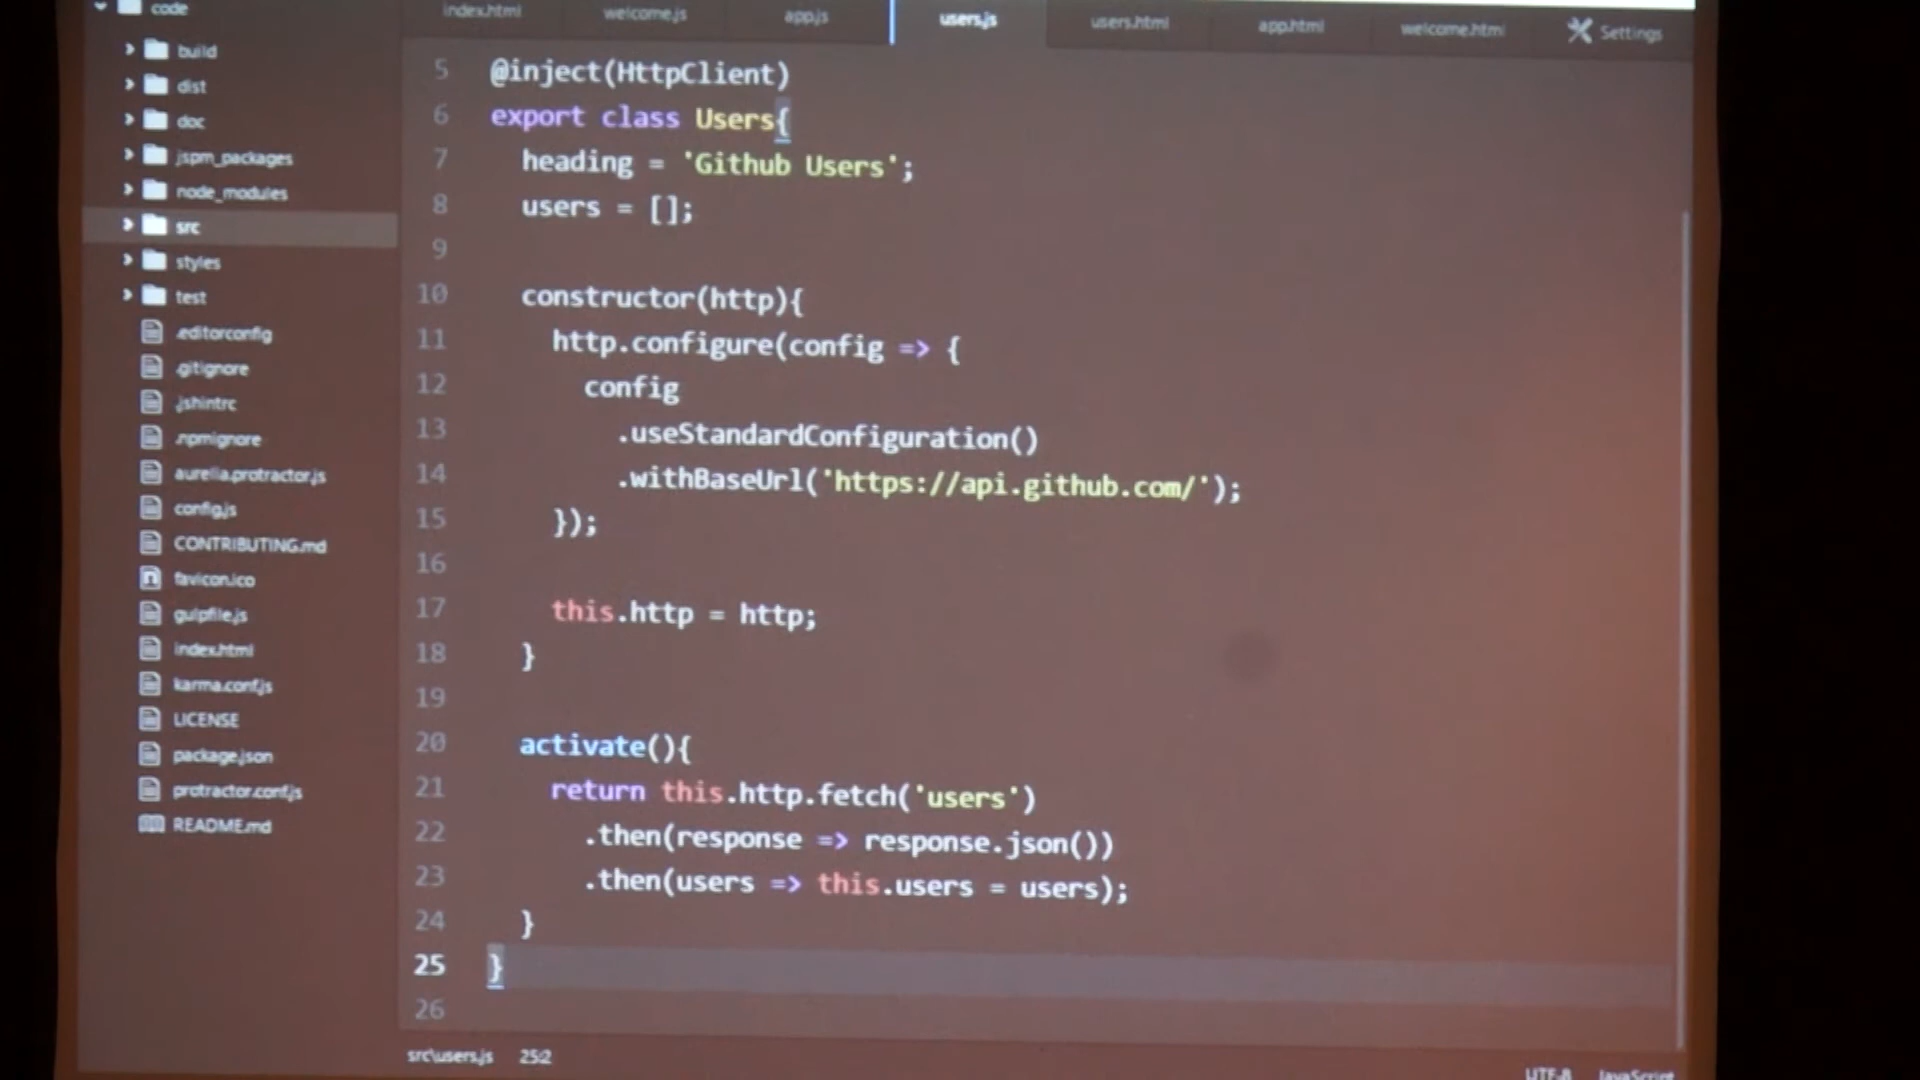 code
build
dist
doc
jspm_packages
node_modules
src
styles
test
.editorconfig
.gitignore
.jshintrc
.npmignore
aurelia.protractor.js
config.js
CONTRIBUTING.md
favicon.ico
gulpfile.js
index.html
karma.conf.js
LICENSE
package.json
protractor.conf.js
README.md
index.html welcome.js app.js users.js users.html app.html welcome.html Settings
5 @inject(HttpClient)
6 export class Users{
7 heading = 'Github Users';
8 users = [];
9
10 constructor(http){
11 http.configure(config => {
12 config
13 .useStandardConfiguration()
14 .withBaseUrl('https://api.github.com/');
15 });
16
17 this.http = http;
18 }
19
20 activate(){
21 return this.http.fetch('users')
22 .then(response => response.json())
23 .then(users => this.users = users);
24 }
25 }
26
src\users.js 25:2
UTF-8 JavaScript